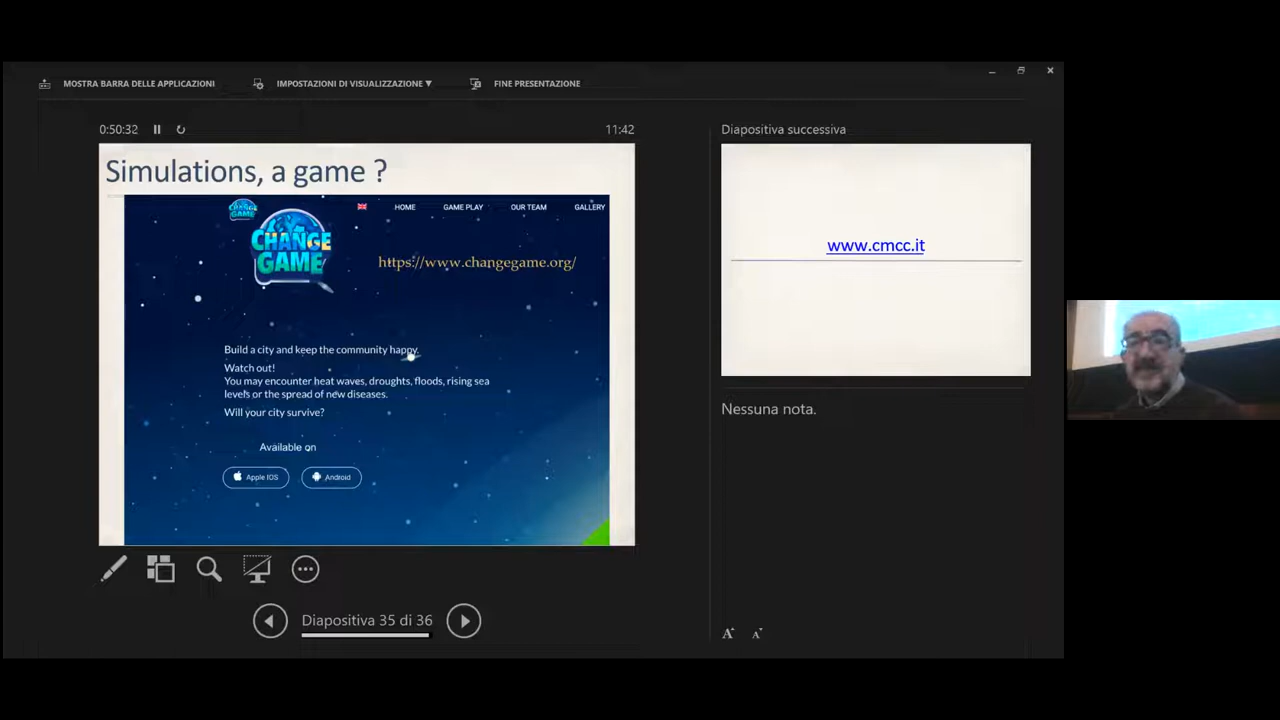 MOSTRA BARRA DELLE APPLICAZIONI
IMPOSTAZIONI DI VISUALIZZAZIONE ▼
FINE PRESENTAZIONE
0:50:32
11:42
Simulations, a game ?
CHANGE
GAME
HOME
GAME PLAY
OUR TEAM
GALLERY
CHANGE
GAME
https://www.changegame.org/
Build a city and keep the community happy.
Watch out!
You may encounter heat waves, droughts, floods, rising sea
levels or the spread of new diseases.
Will your city survive?
Available on
Apple IOS
Android
Diapositiva 35 di 36
Diapositiva successiva
www.cmcc.it
Nessuna nota.
A
A